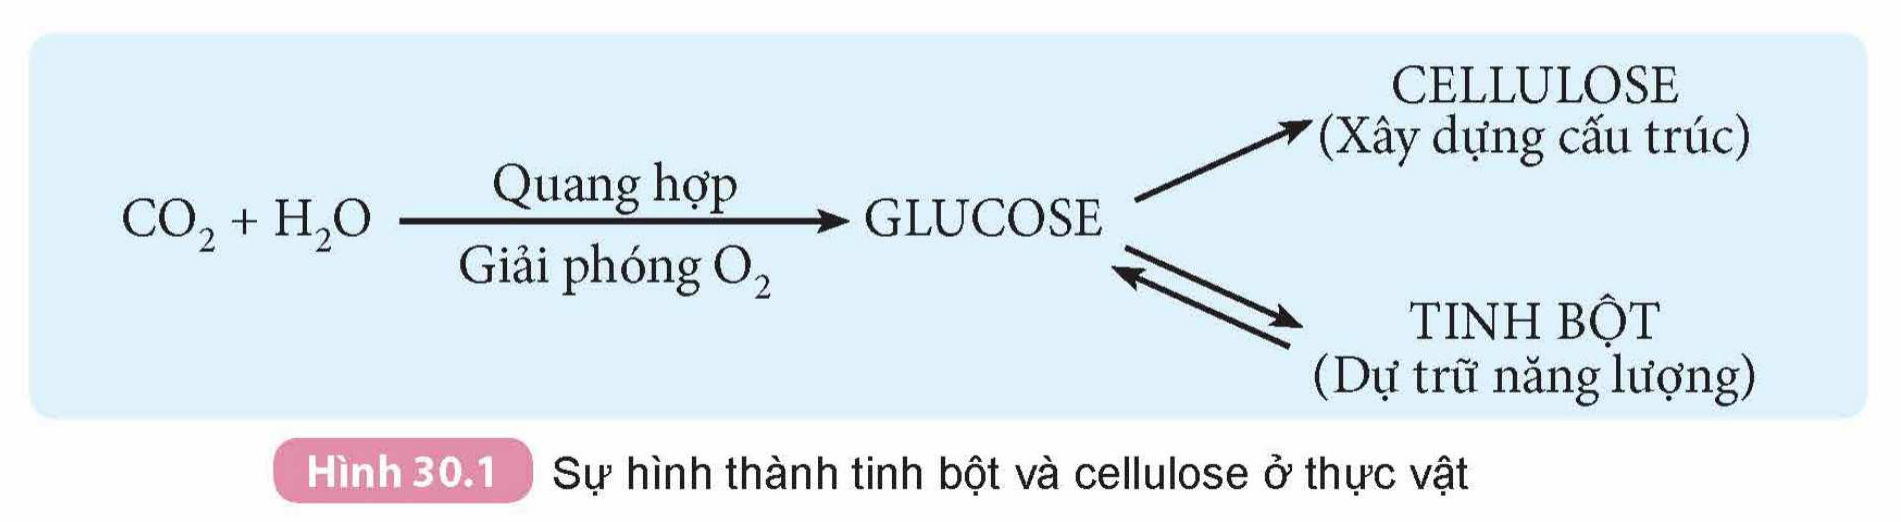 CELLULOSE
(Xây dựng cấu trúc)
Quang hợp
CO₂ + H₂O
GLUCOSE
Giải phóng O₂
TINH BỘT
(Dự trữ năng lượng)
Hình 30.1 Sự hình thành tinh bột và cellulose ở thực vật